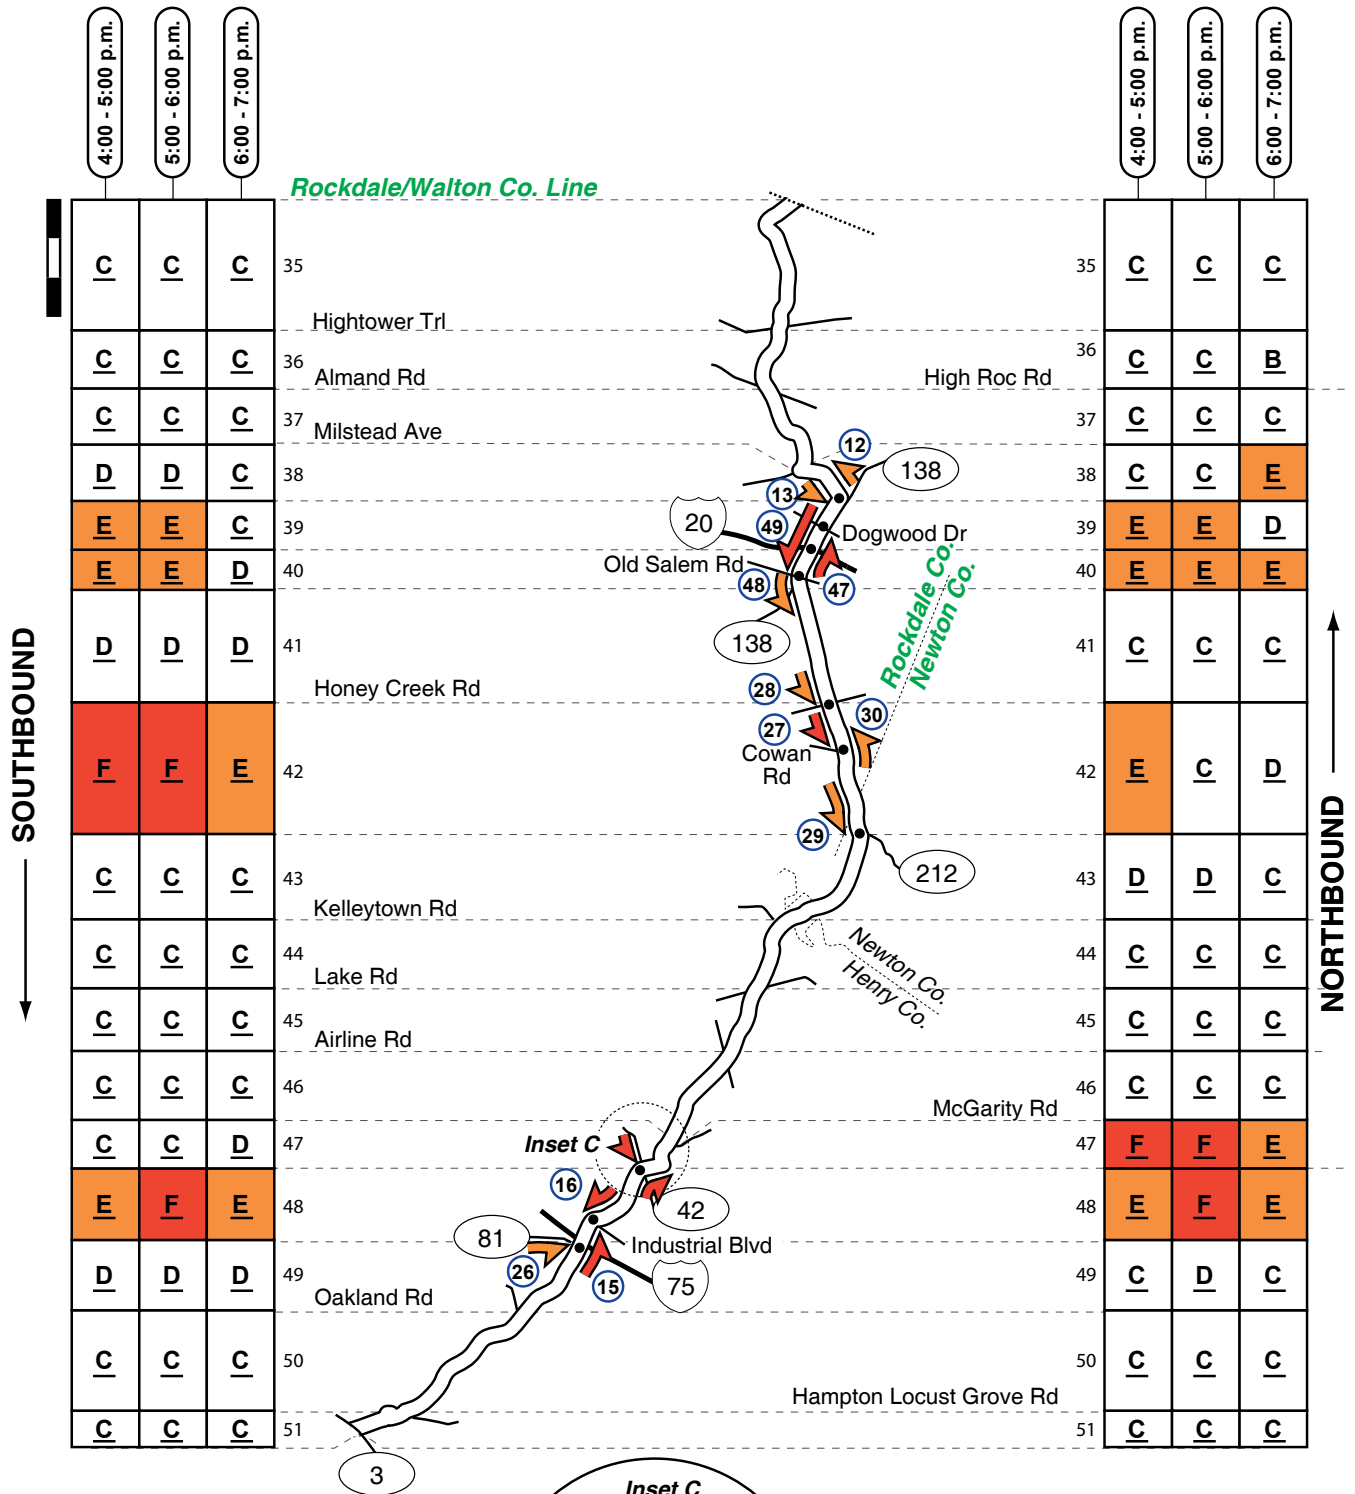 4:00 - 5:00 p.m.
5:00 - 6:00 p.m.
6:00 - 7:00 p.m.
4:00 - 5:00 p.m.
5:00 - 6:00 p.m.
6:00 - 7:00 p.m.
Rockdale/Walton Co. Line
C C C 35 35 C C C
Hightower Trl
C C C 36 36 C C B
Almand Rd High Roc Rd
C C C 37 37 C C C
Milstead Ave
12
D D C 38 138 38 C C E
13
E E C 39 20 49 Dogwood Dr 39 E E D
Old Salem Rd
E E D 40 48 47 40 E E E
Rockdale Co.
Newton Co.
138
D D D 41 41 C C C
Honey Creek Rd 28
30
27
Cowan
Rd
F F E 42 42 E C D
29
212
C C C 43 43 D D C
Kelleytown Rd
Newton Co.
Henry Co.
C C C 44 44 C C C
Lake Rd
C C C 45 45 C C C
Airline Rd
C C C 46 46 C C C
McGarity Rd
C C D 47 Inset C 47 F F E
16
E F E 48 42 48 E F E
81 Industrial Blvd
D D D 49 26 15 75 49 C D C
Oakland Rd
C C C 50 50 C C C
Hampton Locust Grove Rd
C C C 51 51 C C C
3
Inset C
SOUTHBOUND
NORTHBOUND